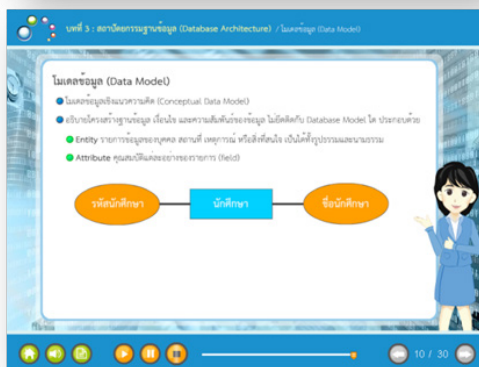 บทที่ 3 : สถาปัตยกรรมฐานข้อมูล (Database Architecture) / โมเดลข้อมูล (Data Model)
โมเดลข้อมูล (Data Model)
โมเดลข้อมูลเชิงแนวความคิด (Conceptual Data Model)
อธิบายโครงสร้างฐานข้อมูล เงื่อนไข และความสัมพันธ์ของข้อมูล ไม่ยึดติดกับ Database Model ใด ประกอบด้วย
Entity รายการข้อมูลของบุคคล สถานที่ เหตุการณ์ หรือสิ่งที่สนใจ เป็นได้ทั้งรูปธรรมและนามธรรม
Attribute คุณสมบัติแต่ละอย่างของรายการ (field)
รหัสนักศึกษา นักศึกษา ชื่อนักศึกษา
10 / 30